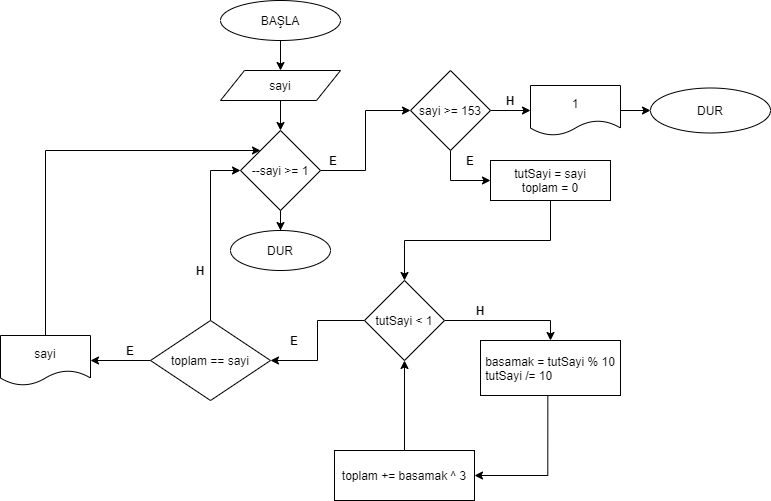 BAŞLA
sayi
--sayi >= 1
E
sayi >= 153
H
1
DUR
E
tutSayi = sayi
toplam = 0
DUR
H
tutSayi < 1
H
basamak = tutSayi % 10
tutSayi /= 10
E
toplam == sayi
E
sayi
toplam += basamak ^ 3